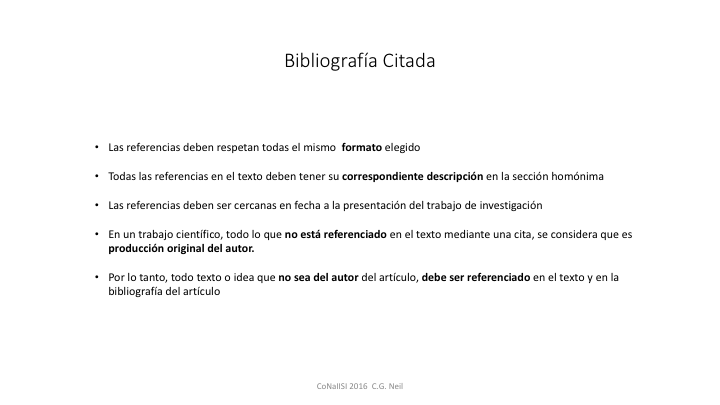 Bibliografía Citada
• Las referencias deben respetan todas el mismo formato elegido
• Todas las referencias en el texto deben tener su correspondiente descripción en la sección homónima
• Las referencias deben ser cercanas en fecha a la presentación del trabajo de investigación
• En un trabajo científico, todo lo que no está referenciado en el texto mediante una cita, se considera que es
producción original del autor.
• Por lo tanto, todo texto o idea que no sea del autor del artículo, debe ser referenciado en el texto y en la
bibliografía del artículo
CoNaIISI 2016 C.G. Neil